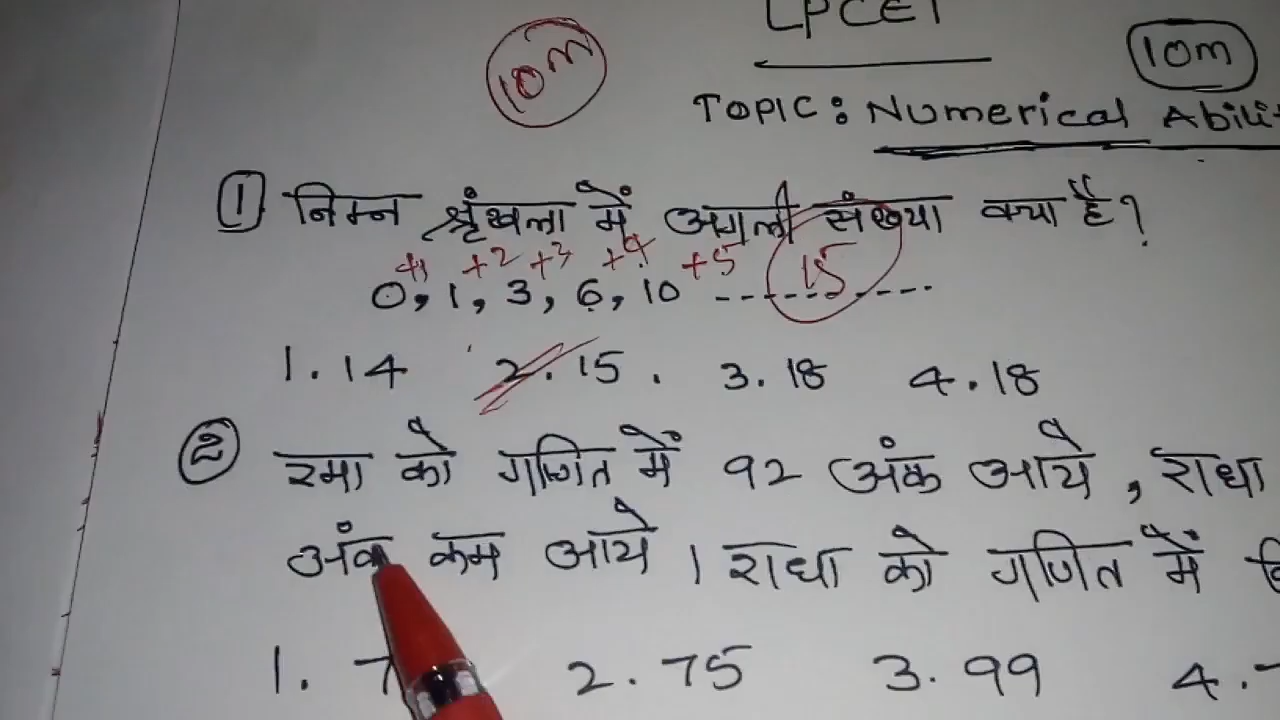 LPCET
10m 10m
TOPIC: Numerical Abili
1 निम्न श्रृंखला में अगली संख्या क्या है?
+1 +2 +3 +4 +5 15
0, 1, 3, 6, 10 ----------
1. 14 2. 15. 3. 18 4. 18
2 रमा को गणित में 92 अंक आये, राधा
अंक कम आये। राधा को गणित में
1. 7 2. 75 3. 99 4.